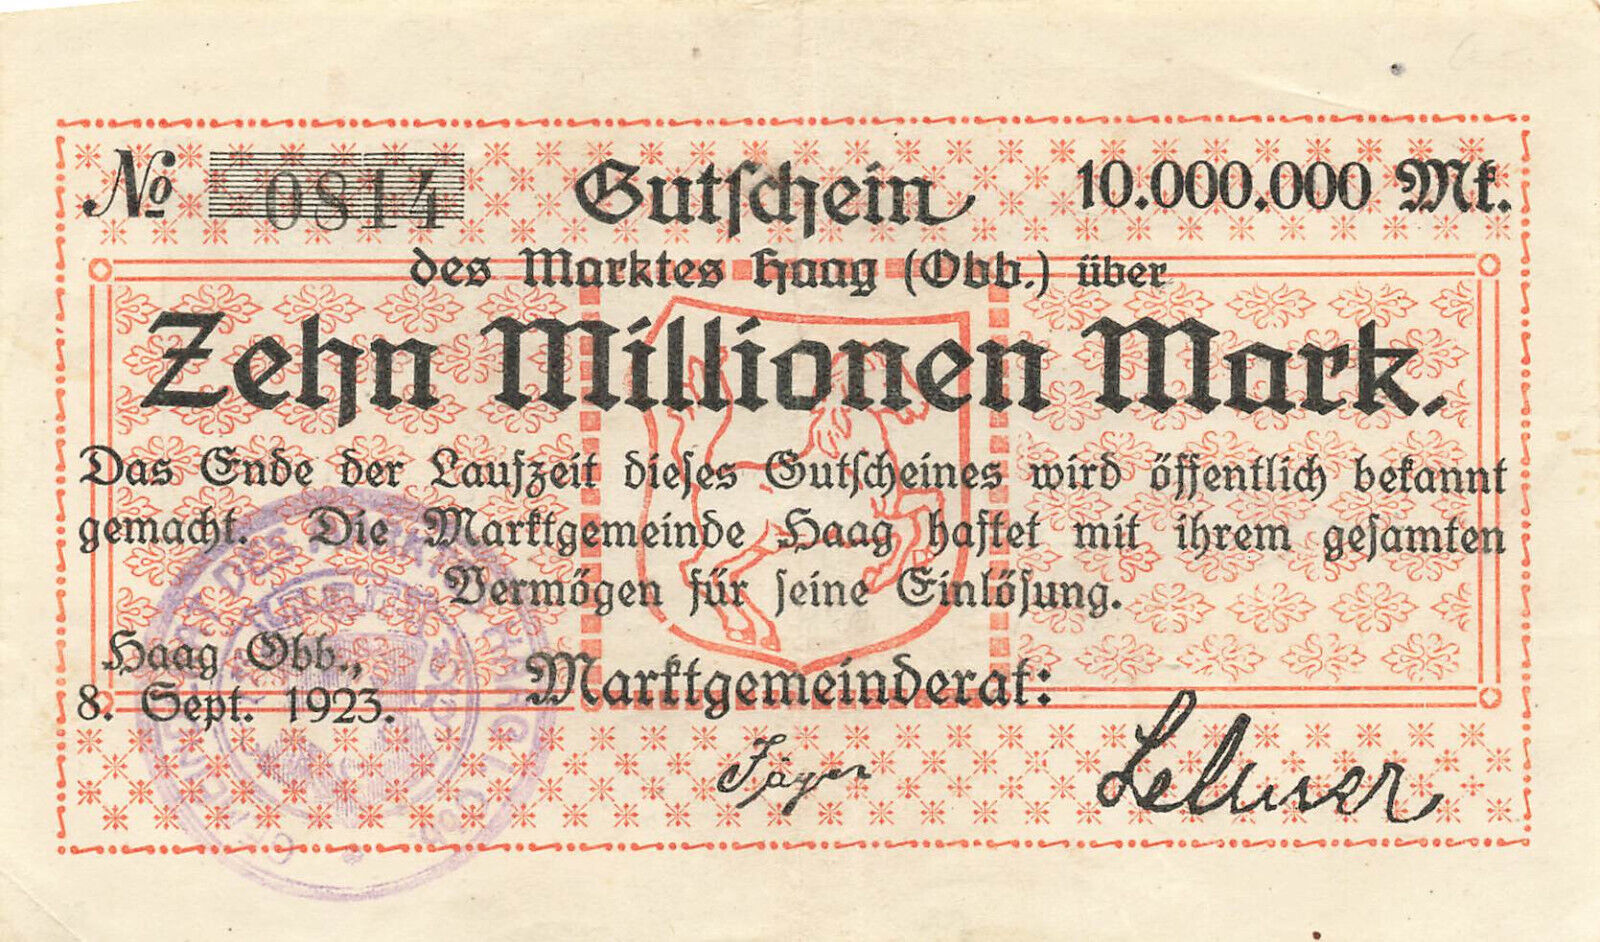 № 0814
Gutschein
10.000.000 Mk.
des Marktes Haag (Obb.) über
Zehn Millionen Mark.
Das Ende der Laufzeit dieses Gutscheines wird öffentlich bekannt
gemacht. Die Marktgemeinde Haag haftet mit ihrem gesamten
Vermögen für seine Einlösung.
Haag Obb.,
8. Sept. 1923.
Marktgemeinderat:
Jäger